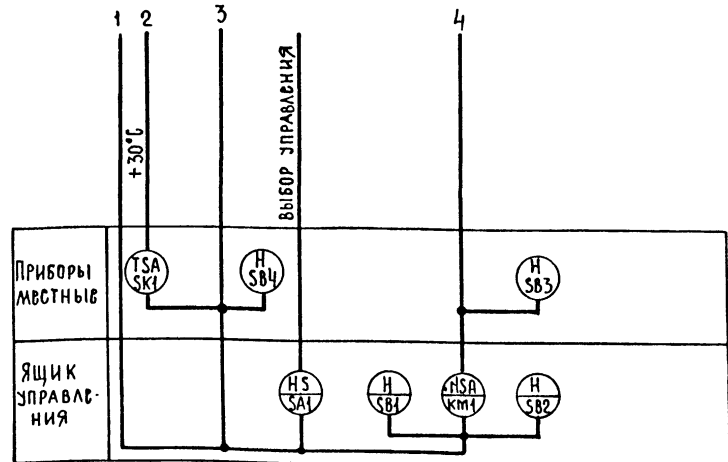 1 2 3 4
+30°С
ВЫБОР УПРАВЛЕНИЯ
ПРИБОРЫ
МЕСТНЫЕ
TSA
SK1
H
SB4
H
SB3
ЯЩИК
УПРАВЛЕ-
НИЯ
HS
SA1
H
SB1
NSA
KM1
H
SB2